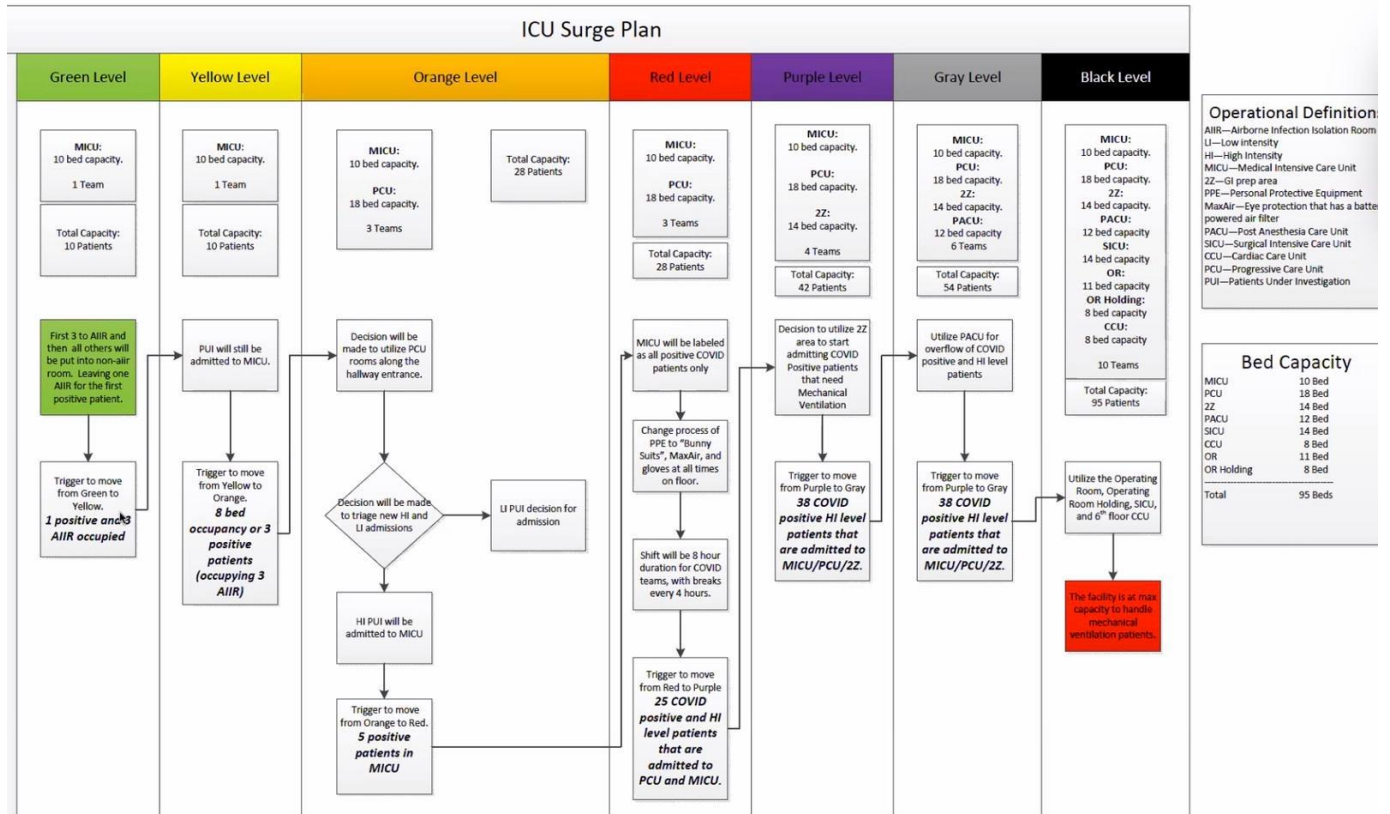 ICU Surge Plan
Green Level
Yellow Level
Orange Level
Red Level
Purple Level
Gray Level
Black Level
MICU:
10 bed capacity.
1 Team
Total Capacity:
10 Patients
First 3 to AIIR and
then all others will
be put into non-aiir
room. Leaving one
AIIR for the first
positive patient.
Trigger to move
from Green to
Yellow.
1 positive and 3
AIIR occupied
MICU:
10 bed capacity.
1 Team
Total Capacity:
10 Patients
PUI will still be
admitted to MICU.
Trigger to move
from Yellow to
Orange.
8 bed
occupancy or 3
positive
patients
(occupying 3
AIIR)
MICU:
10 bed capacity.
PCU:
18 bed capacity.
3 Teams
Total Capacity:
28 Patients
Decision will be
made to utilize PCU
rooms along the
hallway entrance.
Decision will be made
to triage new HI and
LI admissions
LI PUI decision for
admission
HI PUI will be
admitted to MICU
Trigger to move
from Orange to Red.
5 positive
patients in
MICU
MICU:
10 bed capacity.
PCU:
18 bed capacity.
3 Teams
Total Capacity:
28 Patients
MICU will be labeled
as all positive COVID
patients only
Change process of
PPE to “Bunny
Suits”, MaxAir, and
gloves at all times
on floor.
Shift will be 8 hour
duration for COVID
teams, with breaks
every 4 hours.
Trigger to move
from Red to Purple
25 COVID
positive and HI
level patients
that are
admitted to
PCU and MICU.
MICU:
10 bed capacity.
PCU:
18 bed capacity.
2Z:
14 bed capacity.
4 Teams
Total Capacity:
42 Patients
Decision to utilize 2Z
area to start
admitting COVID
Positive patients
that need
Mechanical
Ventilation
Trigger to move
from Purple to Gray
38 COVID
positive HI level
patients that
are admitted to
MICU/PCU/2Z.
MICU:
10 bed capacity.
PCU:
18 bed capacity.
2Z:
14 bed capacity.
PACU:
12 bed capacity
6 Teams
Total Capacity:
54 Patients
Utilize PACU for
overflow of COVID
positive and HI level
patients
Trigger to move
from Purple to Gray
38 COVID
positive HI level
patients that
are admitted to
MICU/PCU/2Z.
MICU:
10 bed capacity.
PCU:
18 bed capacity.
2Z:
14 bed capacity.
PACU:
12 bed capacity
SICU:
14 bed capacity
OR:
11 bed capacity
OR Holding:
8 bed capacity
CCU:
8 bed capacity
10 Teams
Total Capacity:
95 Patients
Utilize the Operating
Room, Operating
Room Holding, SICU,
and 6th floor CCU
The facility is at max
capacity to handle
mechanical
ventilation patients.
Operational Definitions
AIIR—Airborne Infection Isolation Room
LI—Low intensity
HI—High Intensity
MICU—Medical Intensive Care Unit
2Z—GI prep area
PPE—Personal Protective Equipment
MaxAir—Eye protection that has a
powered air filter
PACU—Post Anesthesia Care Unit
SICU—Surgical Intensive Care Unit
CCU—Cardiac Care Unit
PCU—Progressive Care Unit
PUI—Patients Under Investigation
Bed Capacity
MICU 10 Bed
PCU 18 Bed
2Z 14 Bed
PACU 12 Bed
SICU 14 Bed
CCU 8 Bed
OR 11 Bed
OR Holding 8 Bed
Total 95 Beds